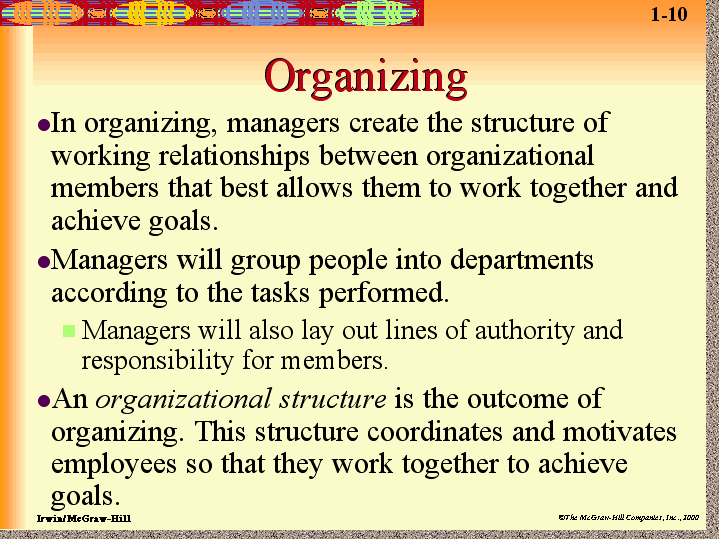 1-10
Organizing
●In organizing, managers create the structure of
working relationships between organizational
members that best allows them to work together and
achieve goals.
●Managers will group people into departments
according to the tasks performed.
■ Managers will also lay out lines of authority and
responsibility for members.
●An organizational structure is the outcome of
organizing. This structure coordinates and motivates
employees so that they work together to achieve
goals.
Irwin/McGraw-Hill
©The McGraw-Hill Companies, Inc., 2000